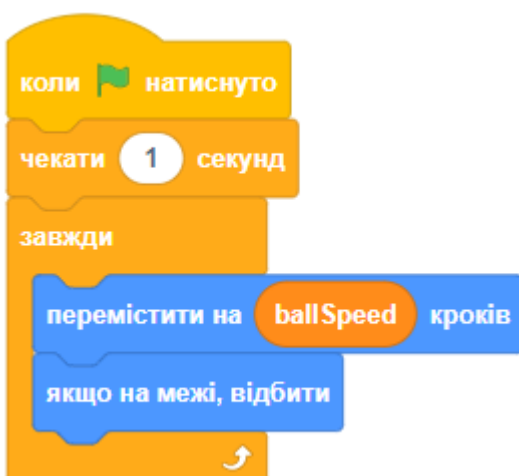 коли натиснуто
чекати 1 секунд
завжди
перемістити на ballSpeed кроків
якщо на межі, відбити